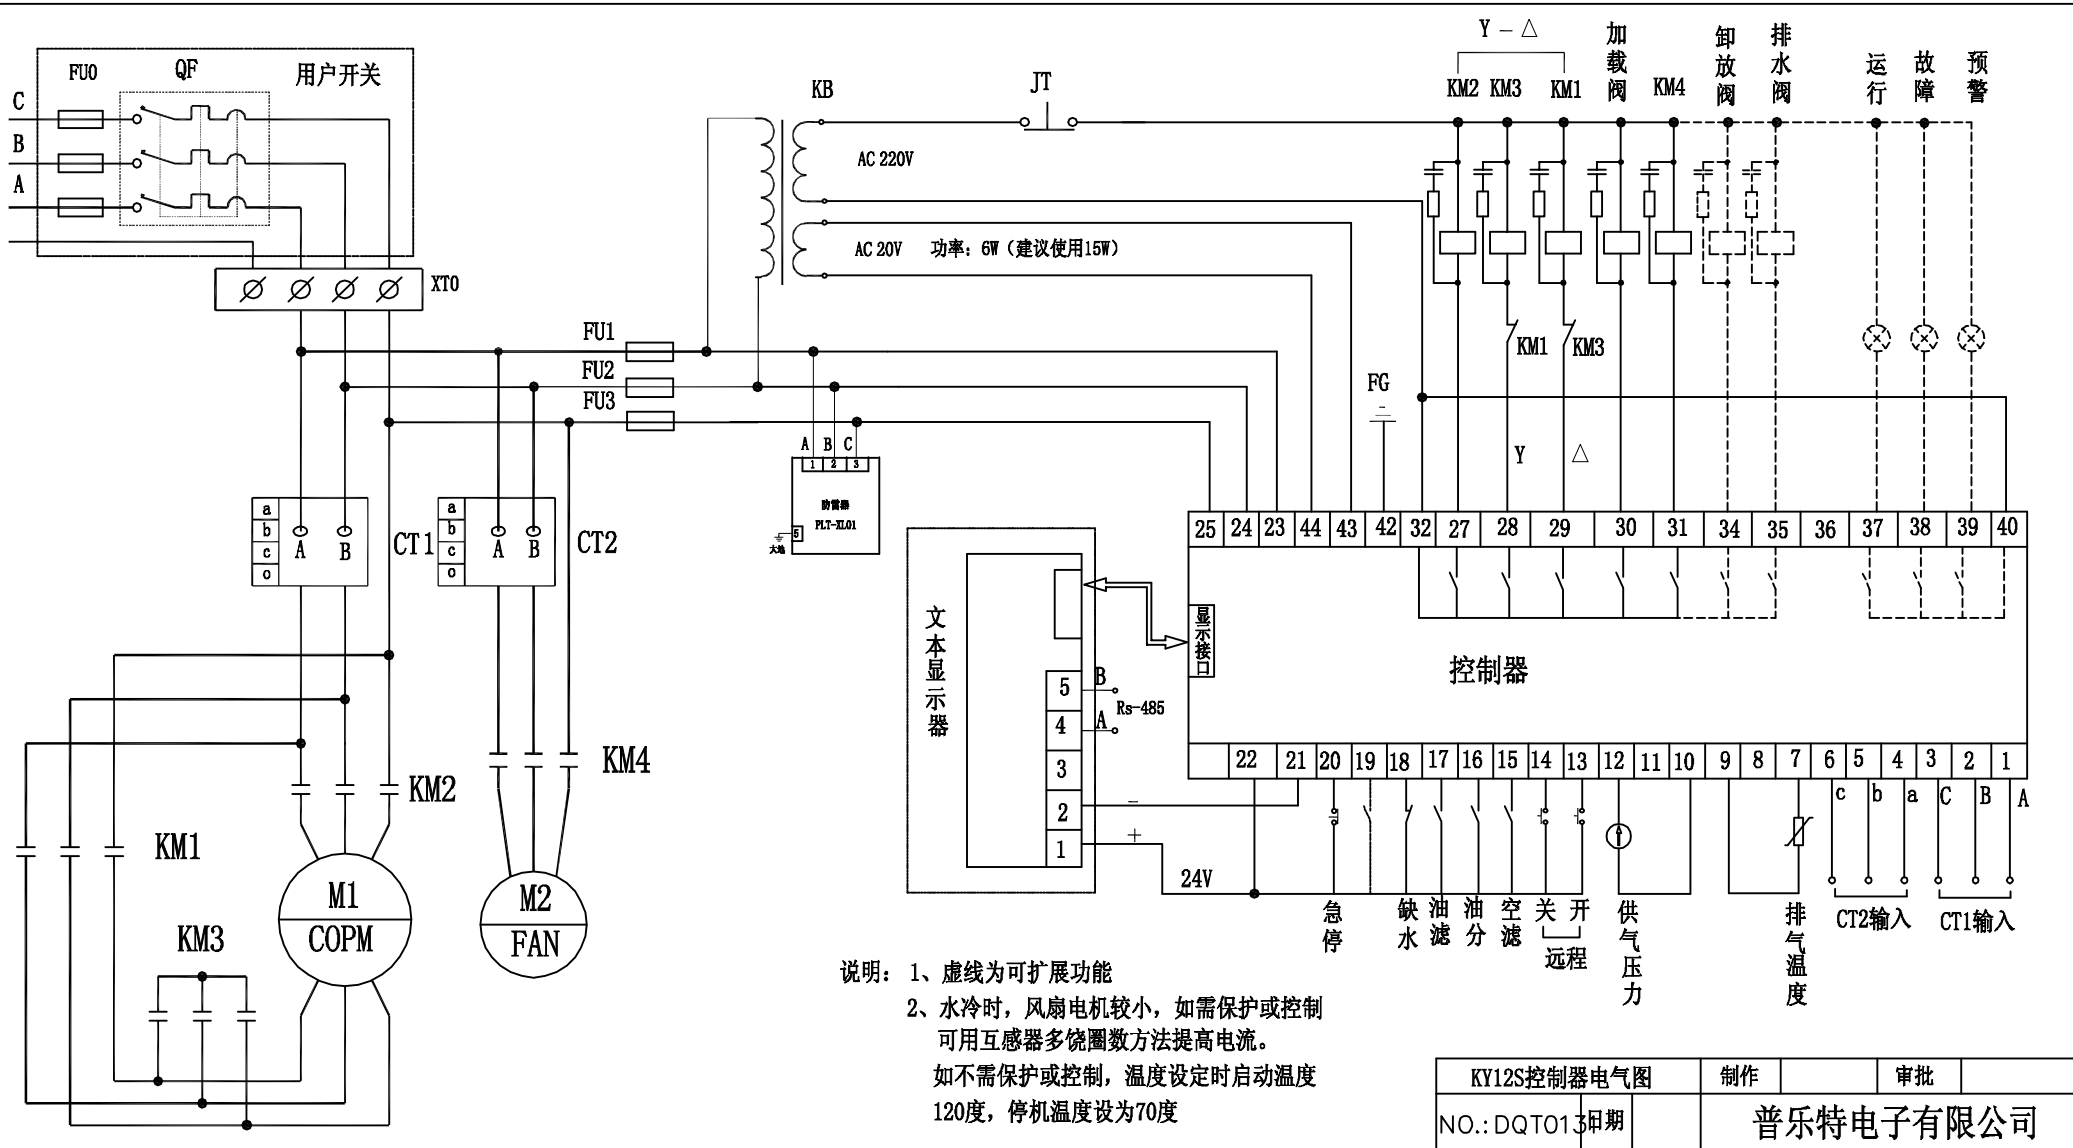 FU0
QF
用户开关
C
B
A
XT0
KB
JT
AC 220V
AC 20V 功率：6W（建议使用15W）
Y - △
KM2 KM3 KM1
加载阀
KM4
卸放阀
排水阀
运行
故障
预警
KM1
KM3
Y
△
FG
FU1
FU2
FU3
A B C
1 2 3
防雷器
PLT-XL01
5
大地
a
b
c
o
A
B
CT1
a
b
c
o
A
B
CT2
25 24 23 44 43 42 32 27 28 29 30 31 34 35 36 37 38 39 40
显示接口
控制器
22 21 20 19 18 17 16 15 14 13 12 11 10 9 8 7 6 5 4 3 2 1
文本显示器
5 B
4 A
Rs-485
3
2 -
1 +
24V
急停
缺水
油滤
油分
空滤
关 开
远程
供气压力
排气温度
c b a C B A
CT2输入
CT1输入
KM4
KM2
KM1
KM3
M1
COPM
M2
FAN
说明：1、虚线为可扩展功能
2、水冷时，风扇电机较小，如需保护或控制
可用互感器多饶圈数方法提高电流。
如不需保护或控制，温度设定时启动温度
120度，停机温度设为70度
KY12S控制器电气图 制作 审批
NO.:DQT013 日期 普乐特电子有限公司